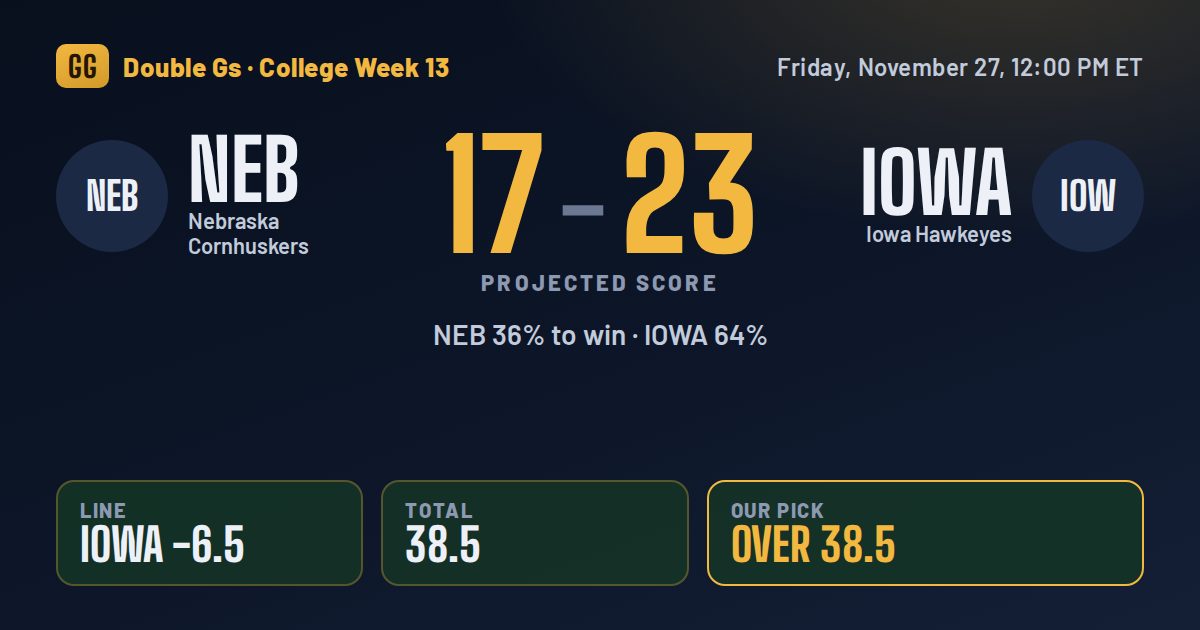 GG Double Gs · College Week 13
Friday, November 27, 12:00 PM ET
NEB
NEB
Nebraska
Cornhuskers
17 – 23
PROJECTED SCORE
NEB 36% to win · IOWA 64%
IOWA
Iowa Hawkeyes
IOW
LINE
IOWA −6.5
TOTAL
38.5
OUR PICK
OVER 38.5